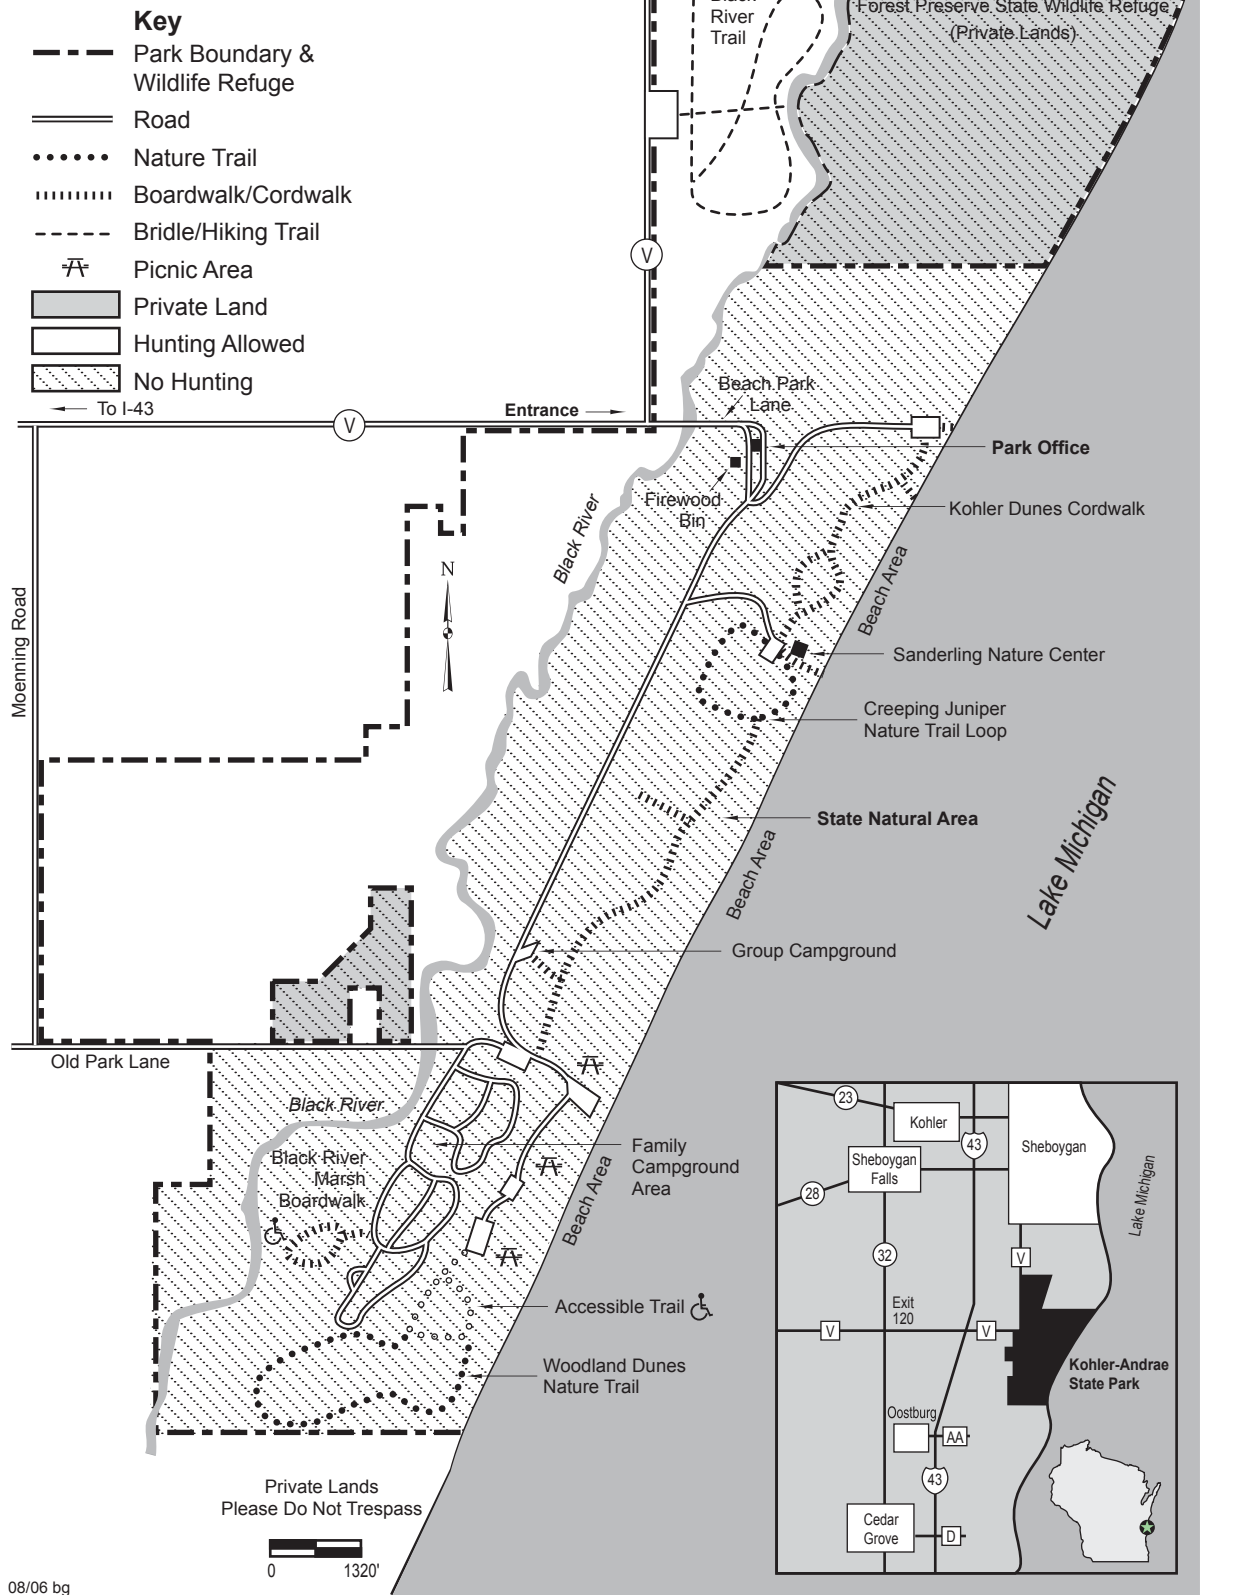 Key
Park Boundary &
Wildlife Refuge
Road
Nature Trail
Boardwalk/Cordwalk
Bridle/Hiking Trail
Picnic Area
Private Land
Hunting Allowed
No Hunting
Black
River
Trail
Forest Preserve State Wildlife Refuge
(Private Lands)
V
To I-43
V
Entrance
Beach Park
Lane
Park Office
Firewood
Bin
Kohler Dunes Cordwalk
Black River
Beach Area
N
Moenning Road
Sanderling Nature Center
Creeping Juniper
Nature Trail Loop
State Natural Area
Lake Michigan
Beach Area
Group Campground
Old Park Lane
Black River
Black River
Marsh
Boardwalk
Family
Campground
Area
Beach Area
Accessible Trail
Woodland Dunes
Nature Trail
Private Lands
Please Do Not Trespass
0 1320'
08/06 bg
23
Kohler
43
Sheboygan
Sheboygan
Falls
28
Lake Michigan
32
V
Exit
120
V
V
Kohler-Andrae
State Park
Oostburg
AA
43
Cedar
Grove
D